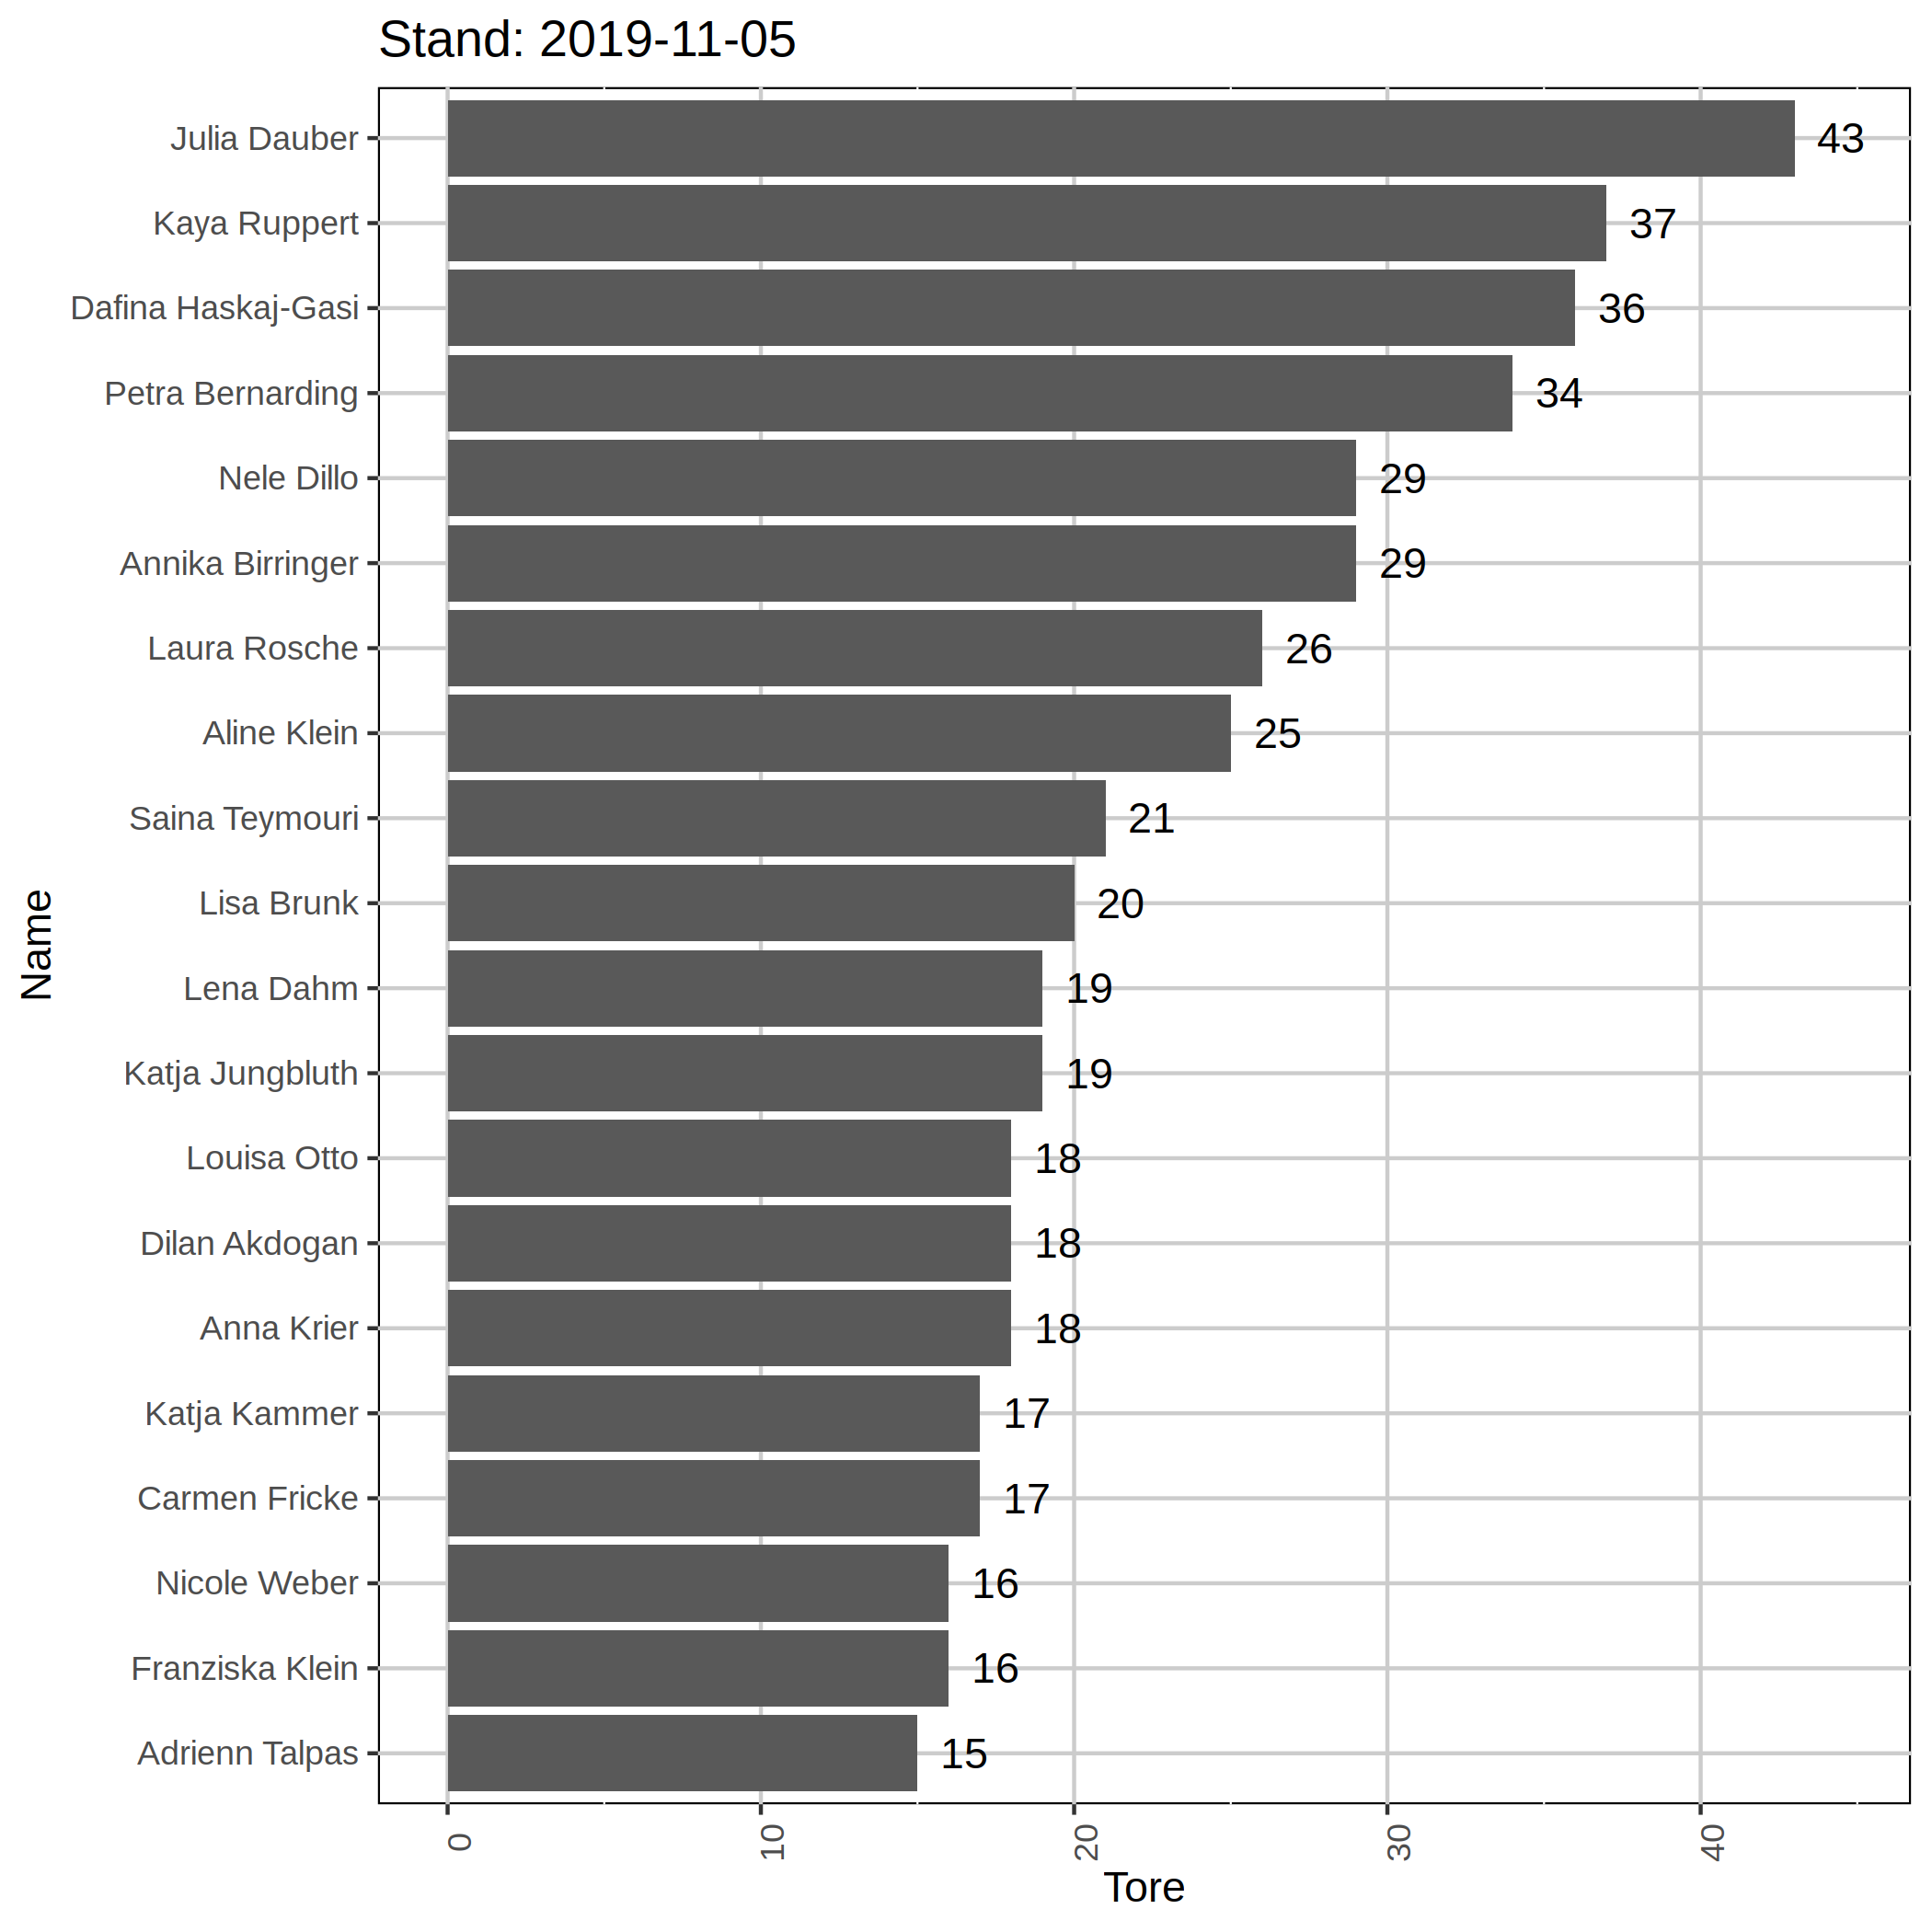 Stand: 2019-11-05
Name
Julia Dauber 43
Kaya Ruppert 37
Dafina Haskaj-Gasi 36
Petra Bernarding 34
Nele Dillo 29
Annika Birringer 29
Laura Rosche 26
Aline Klein 25
Saina Teymouri 21
Lisa Brunk 20
Lena Dahm 19
Katja Jungbluth 19
Louisa Otto 18
Dilan Akdogan 18
Anna Krier 18
Katja Kammer 17
Carmen Fricke 17
Nicole Weber 16
Franziska Klein 16
Adrienn Talpas 15
0 10 20 30 40
Tore